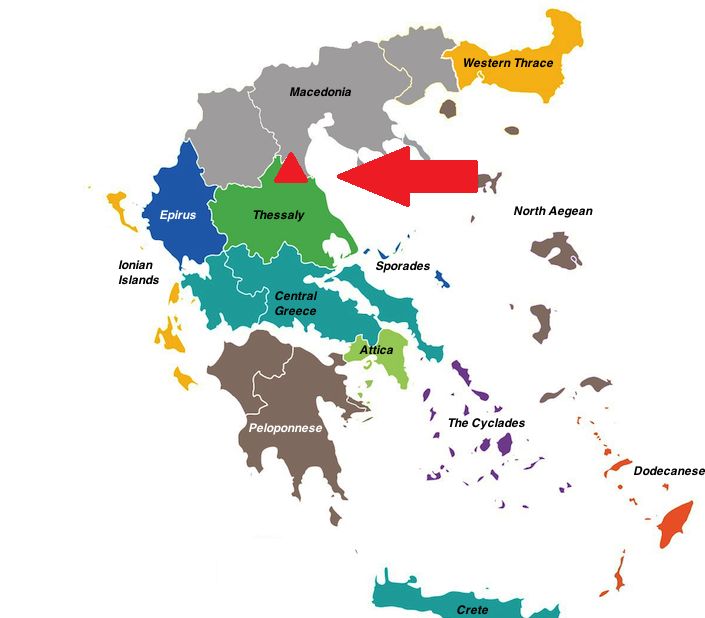 Western Thrace
Macedonia
Epirus
Thessaly
North Aegean
Ionian
Islands
Sporades
Central
Greece
Attica
The Cyclades
Peloponnese
Dodecanese
Crete